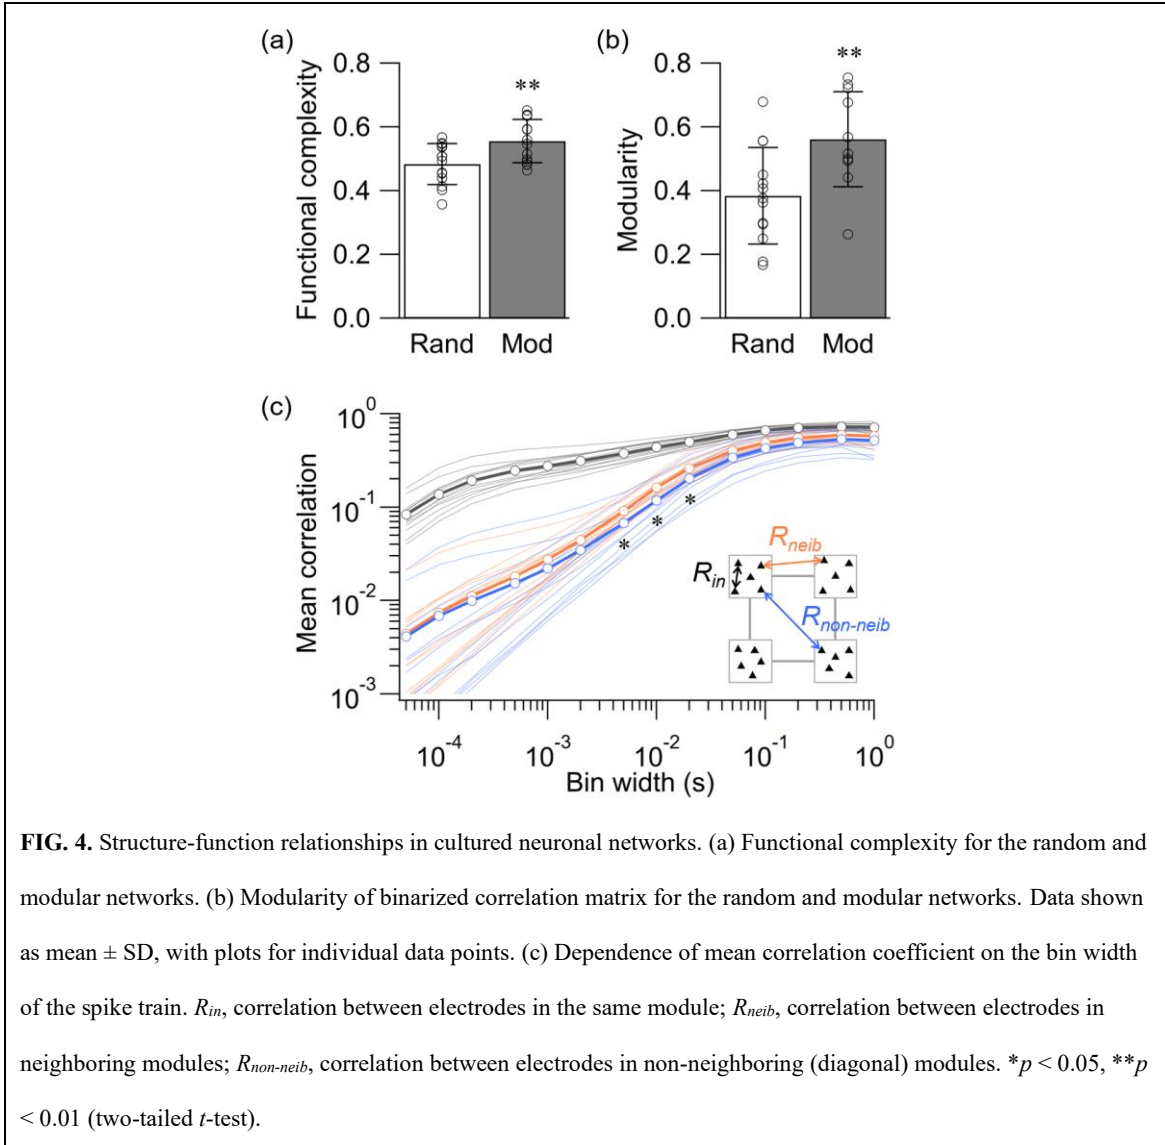 (a)
(b)
Functional complexity
0.8
0.6
0.4
0.2
0.0
**
Rand
Mod
Modularity
0.8
0.6
0.4
0.2
0.0
**
Rand
Mod
(c)
Mean correlation
10^0
10^-1
10^-2
10^-3
*
*
*
R_neib
R_in
R_non-neib
10^-4
10^-3
10^-2
10^-1
10^0
Bin width (s)
FIG. 4. Structure-function relationships in cultured neuronal networks. (a) Functional complexity for the random and
modular networks. (b) Modularity of binarized correlation matrix for the random and modular networks. Data shown
as mean ± SD, with plots for individual data points. (c) Dependence of mean correlation coefficient on the bin width
of the spike train. R_in, correlation between electrodes in the same module; R_neib, correlation between electrodes in
neighboring modules; R_non-neib, correlation between electrodes in non-neighboring (diagonal) modules. *p < 0.05, **p
< 0.01 (two-tailed t-test).